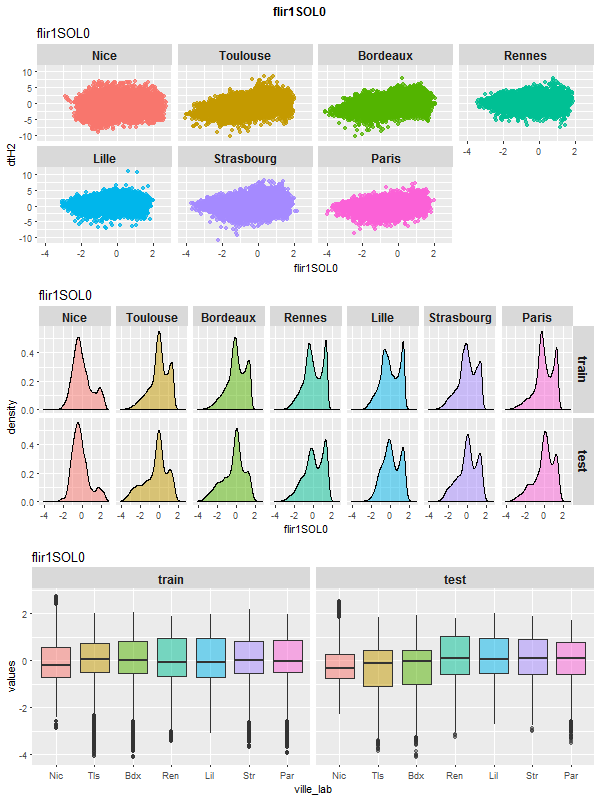 flir1SOL0
flir1SOL0
Nice Toulouse Bordeaux Rennes
10
5
0
-5
-10
-4 -2 0 2
Lille Strasbourg Paris
dtH2
10
5
0
-5
-10
-4 -2 0 2 -4 -2 0 2 -4 -2 0 2
flir1SOL0
flir1SOL0
Nice Toulouse Bordeaux Rennes Lille Strasbourg Paris
0.4
0.2
0.0
train
density
0.4
0.2
0.0
test
-4 -2 0 2 -4 -2 0 2 -4 -2 0 2 -4 -2 0 2 -4 -2 0 2 -4 -2 0 2 -4 -2 0 2
flir1SOL0
flir1SOL0
train test
2
0
-2
-4
values
Nic Tls Bdx Ren Lil Str Par Nic Tls Bdx Ren Lil Str Par
ville_lab